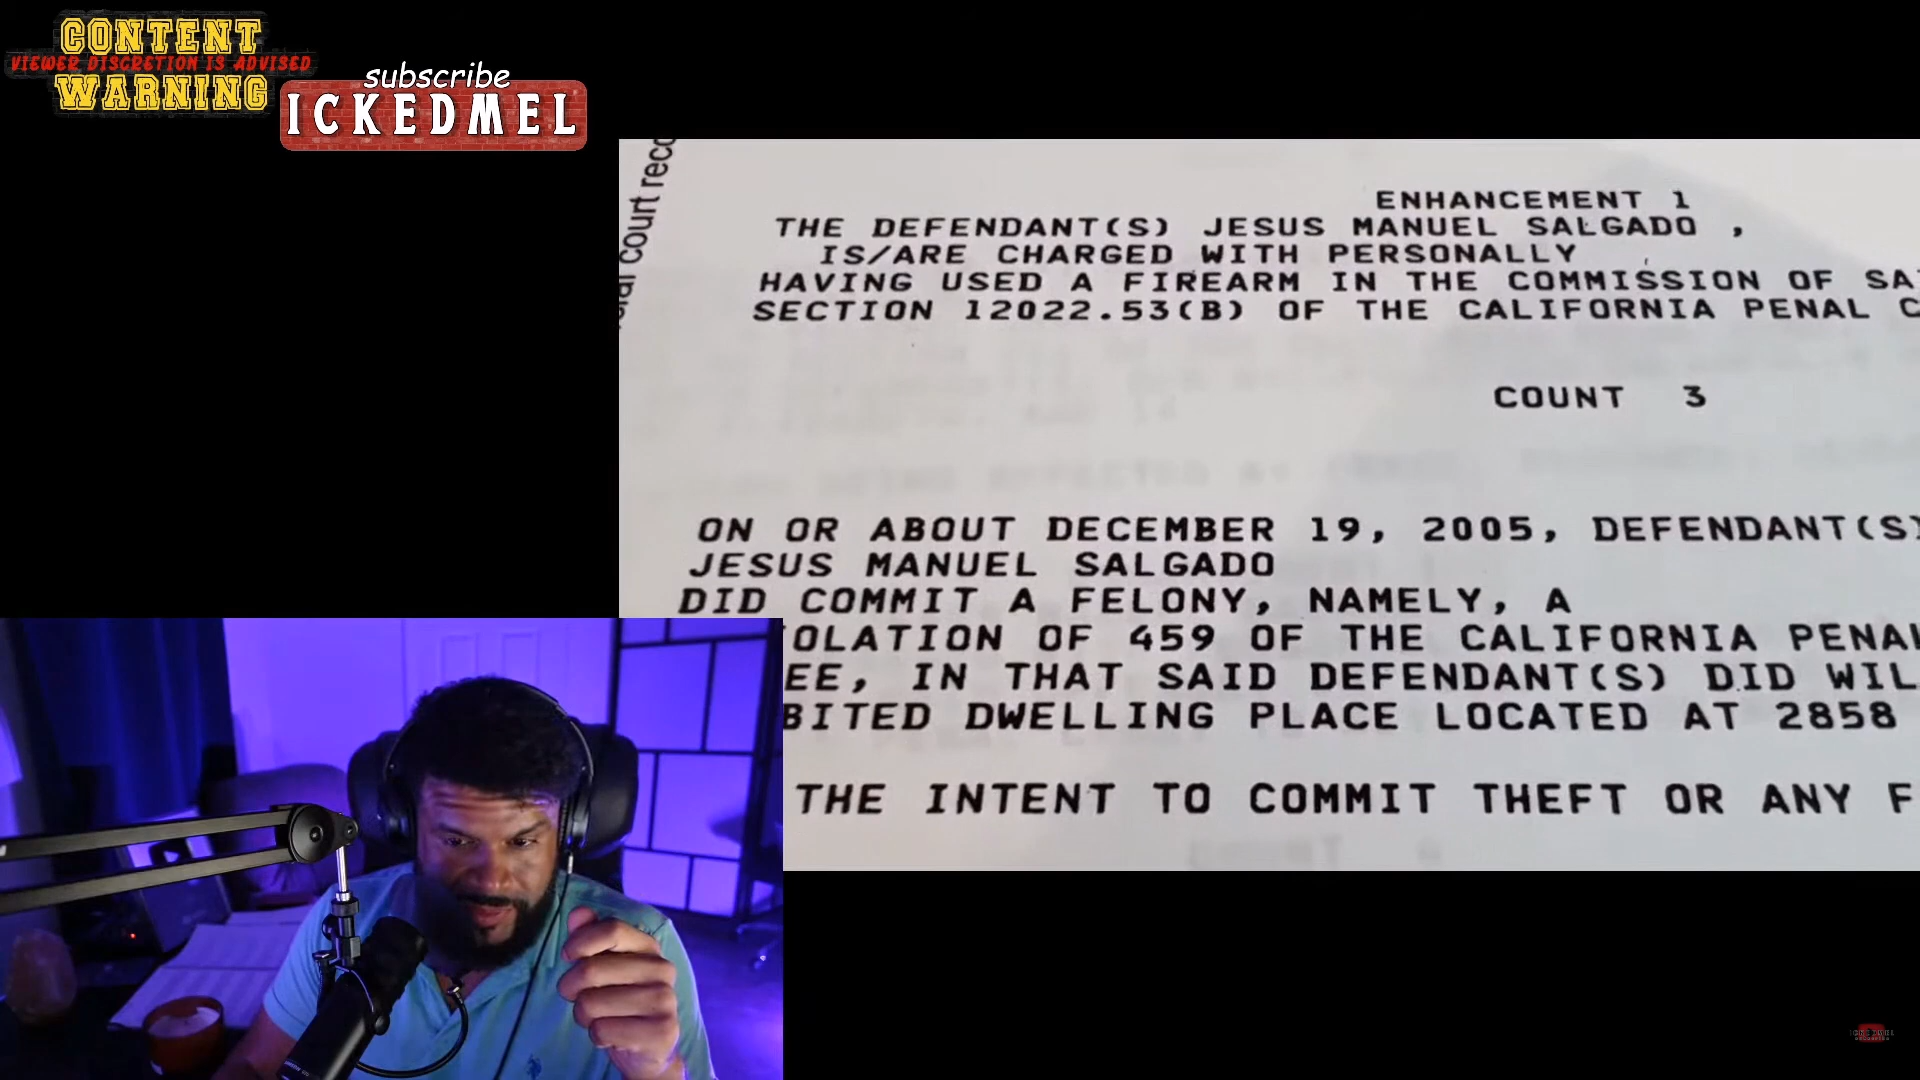 CONTENT
VIEWER DISCRETION IS ADVISED
WARNING
subscribe
ICKEDMEL
court reco
ENHANCEMENT 1
THE DEFENDANT(S) JESUS MANUEL SALGADO ,
IS/ARE CHARGED WITH PERSONALLY
HAVING USED A FIREARM IN THE COMMISSION OF SA
SECTION 12022.53(B) OF THE CALIFORNIA PENAL C
COUNT 3
ON OR ABOUT DECEMBER 19, 2005, DEFENDANT(S)
JESUS MANUEL SALGADO
DID COMMIT A FELONY, NAMELY, A
OLATION OF 459 OF THE CALIFORNIA PENAL
EE, IN THAT SAID DEFENDANT(S) DID WIL
BITED DWELLING PLACE LOCATED AT 2858
THE INTENT TO COMMIT THEFT OR ANY F